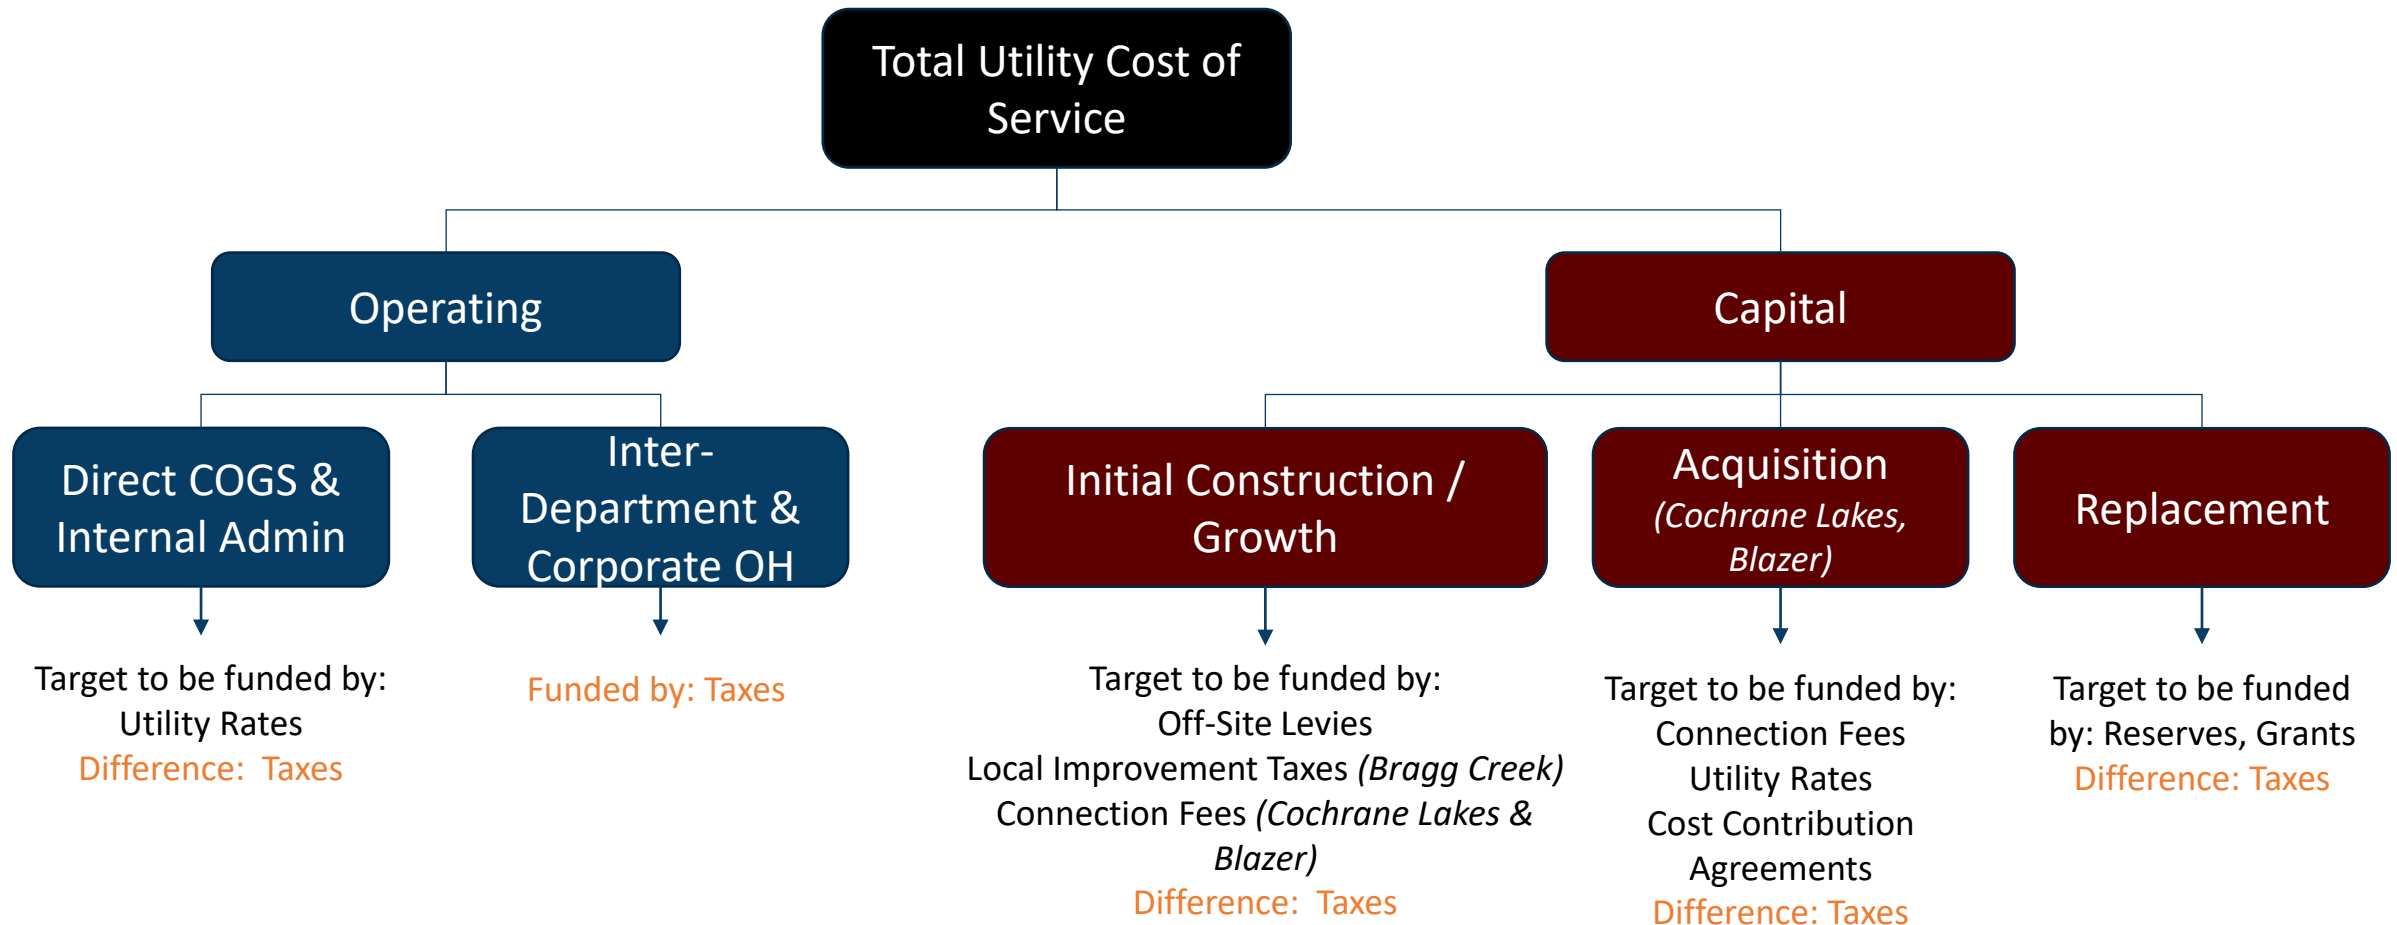 Total Utility Cost of
Service
Operating
Capital
Direct COGS &
Internal Admin
Inter-
Department &
Corporate OH
Initial Construction /
Growth
Acquisition
(Cochrane Lakes,
Blazer)
Replacement
Target to be funded by:
Utility Rates
Difference:  Taxes
Funded by: Taxes
Target to be funded by:
Off-Site Levies
Local Improvement Taxes (Bragg Creek)
Connection Fees (Cochrane Lakes &
Blazer)
Difference:  Taxes
Target to be funded by:
Connection Fees
Utility Rates
Cost Contribution
Agreements
Difference: Taxes
Target to be funded
by: Reserves, Grants
Difference: Taxes